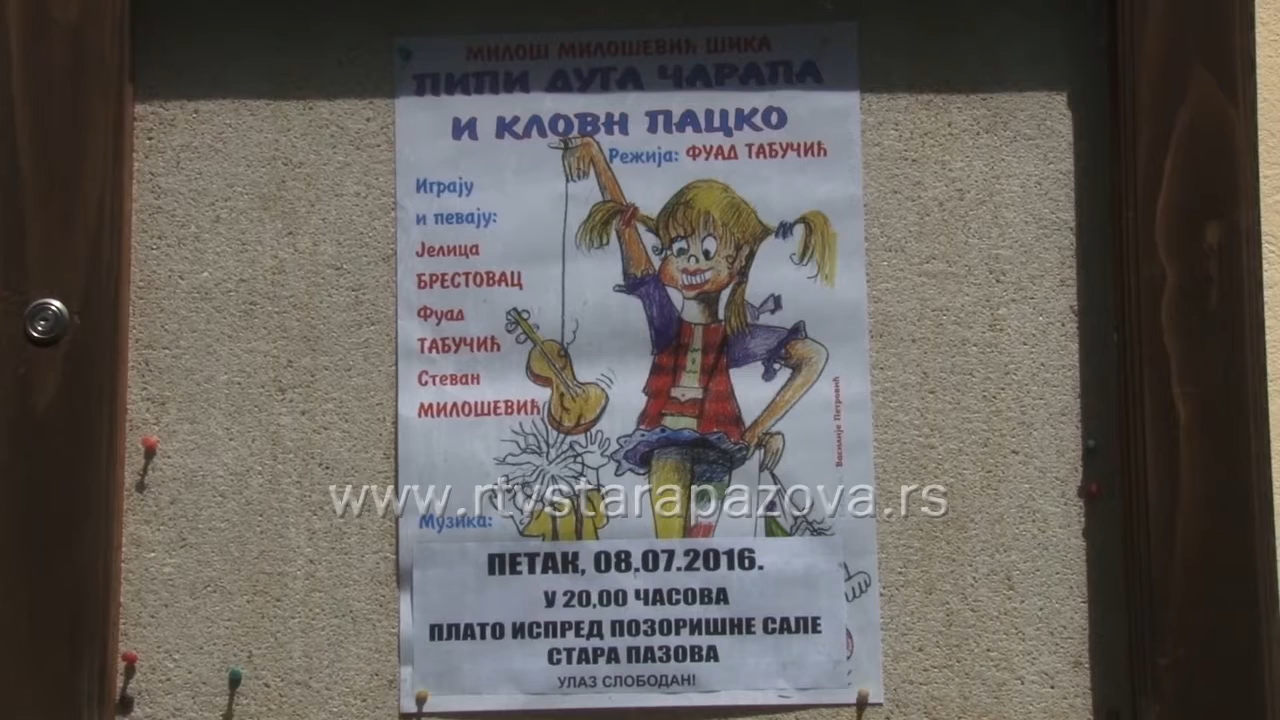 МИЛОШ МИЛОШЕВИЋ ШИКА
ПИПИ ДУГА ЧАРАПА
И КЛОВН ПАЦКО
Режија: ФУАД ТАБУЧИЋ
Играју
и певају:
Јелица
БРЕСТОВАЦ
Фуад
ТАБУЧИЋ
Стеван
МИЛОШЕВИЋ
Василије Петровић
www.rtvstarapazova.rs
Музика:
ПЕТАК, 08.07.2016.
У 20,00 ЧАСОВА
ПЛАТО ИСПРЕД ПОЗОРИШНЕ САЛЕ
СТАРА ПАЗОВА
УЛАЗ СЛОБОДАН!